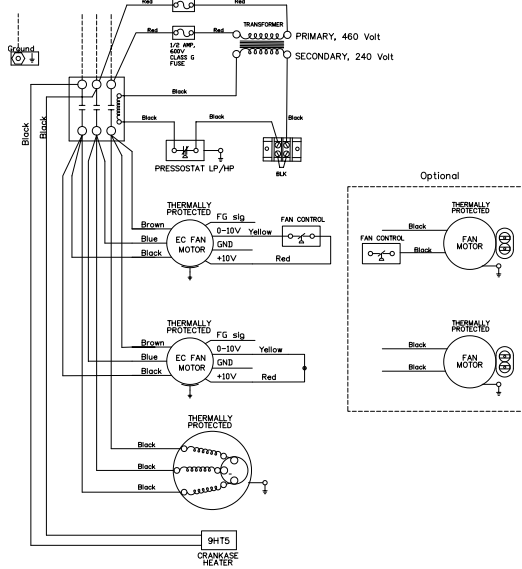 Red
Red
Red
Red
TRANSFORMER
PRIMARY, 460 Volt
SECONDARY, 240 Volt
1/2 AMP,
600V
CLASS G
FUSE
Ground
Black
Black
Black
Black
Black
Black
Black
PRESSOSTAT LP/HP
BLK
Optional
THERMALLY
PROTECTED
Brown
Blue
Black
EC FAN
MOTOR
FG sig
0-10V
Yellow
GND
+10V
Red
FAN CONTROL
THERMALLY
PROTECTED
Black
FAN CONTROL
Black
FAN
MOTOR
THERMALLY
PROTECTED
Brown
Blue
Black
EC FAN
MOTOR
FG sig
0-10V
Yellow
GND
+10V
Red
THERMALLY
PROTECTED
Black
Black
FAN
MOTOR
THERMALLY
PROTECTED
Black
Black
Black
9HT5
CRANKASE
HEATER